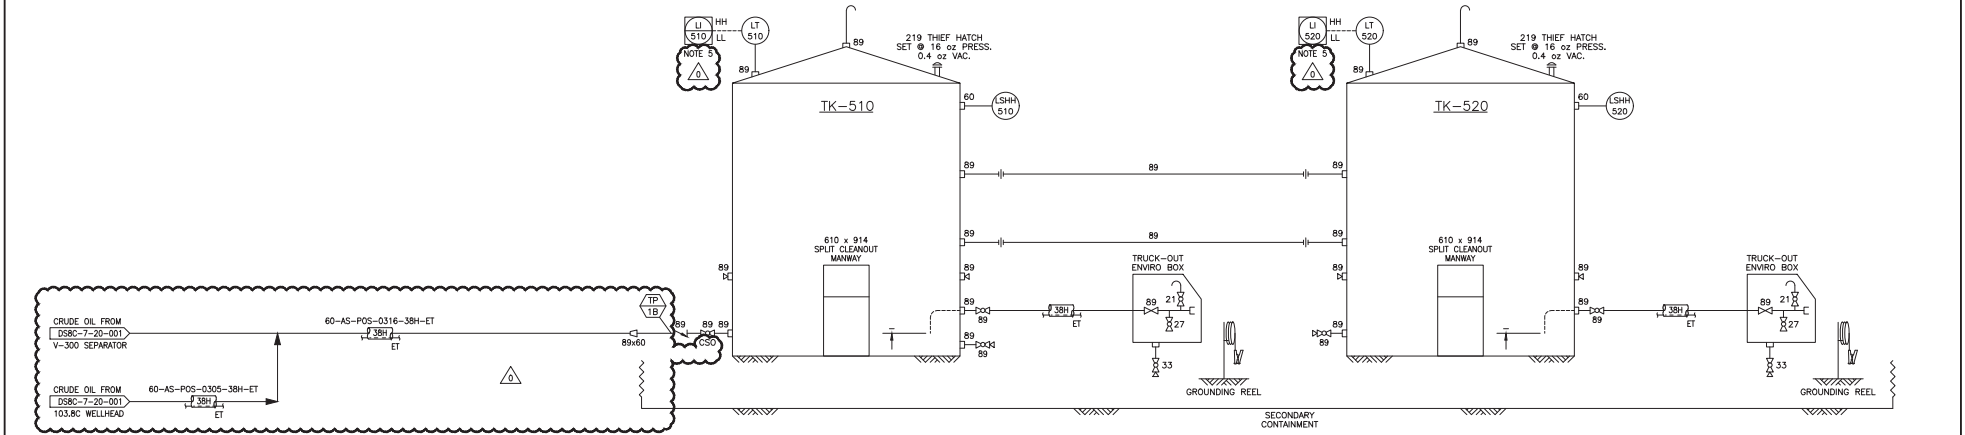 LI
510
HH
LL
NOTE 5
0
LT
510
89
89
219 THIEF HATCH
SET @ 16 oz PRESS.
0.4 oz VAC.
TK-510
60
LSHH
510
89
89
89
89
89
89
610 x 914
SPLIT CLEANOUT
MANWAY
89
89
89
89
89
38H
ET
TRUCK-OUT
ENVIRO BOX
89
21
27
33
GROUNDING REEL
LI
520
HH
LL
NOTE 5
0
LT
520
89
89
219 THIEF HATCH
SET @ 16 oz PRESS.
0.4 oz VAC.
TK-520
60
LSHH
520
89
89
610 x 914
SPLIT CLEANOUT
MANWAY
89
89
89
89
89
38H
ET
TRUCK-OUT
ENVIRO BOX
89
21
27
33
GROUNDING REEL
CRUDE OIL FROM
DS8C-7-20-001
V-300 SEPARATOR
60-AS-POS-0316-38H-ET
38H
ET
TP
1B
89x60
89
89
89
CSO
0
CRUDE OIL FROM
DS8C-7-20-001
103.8C WELLHEAD
60-AS-POS-0305-38H-ET
38H
ET
SECONDARY
CONTAINMENT